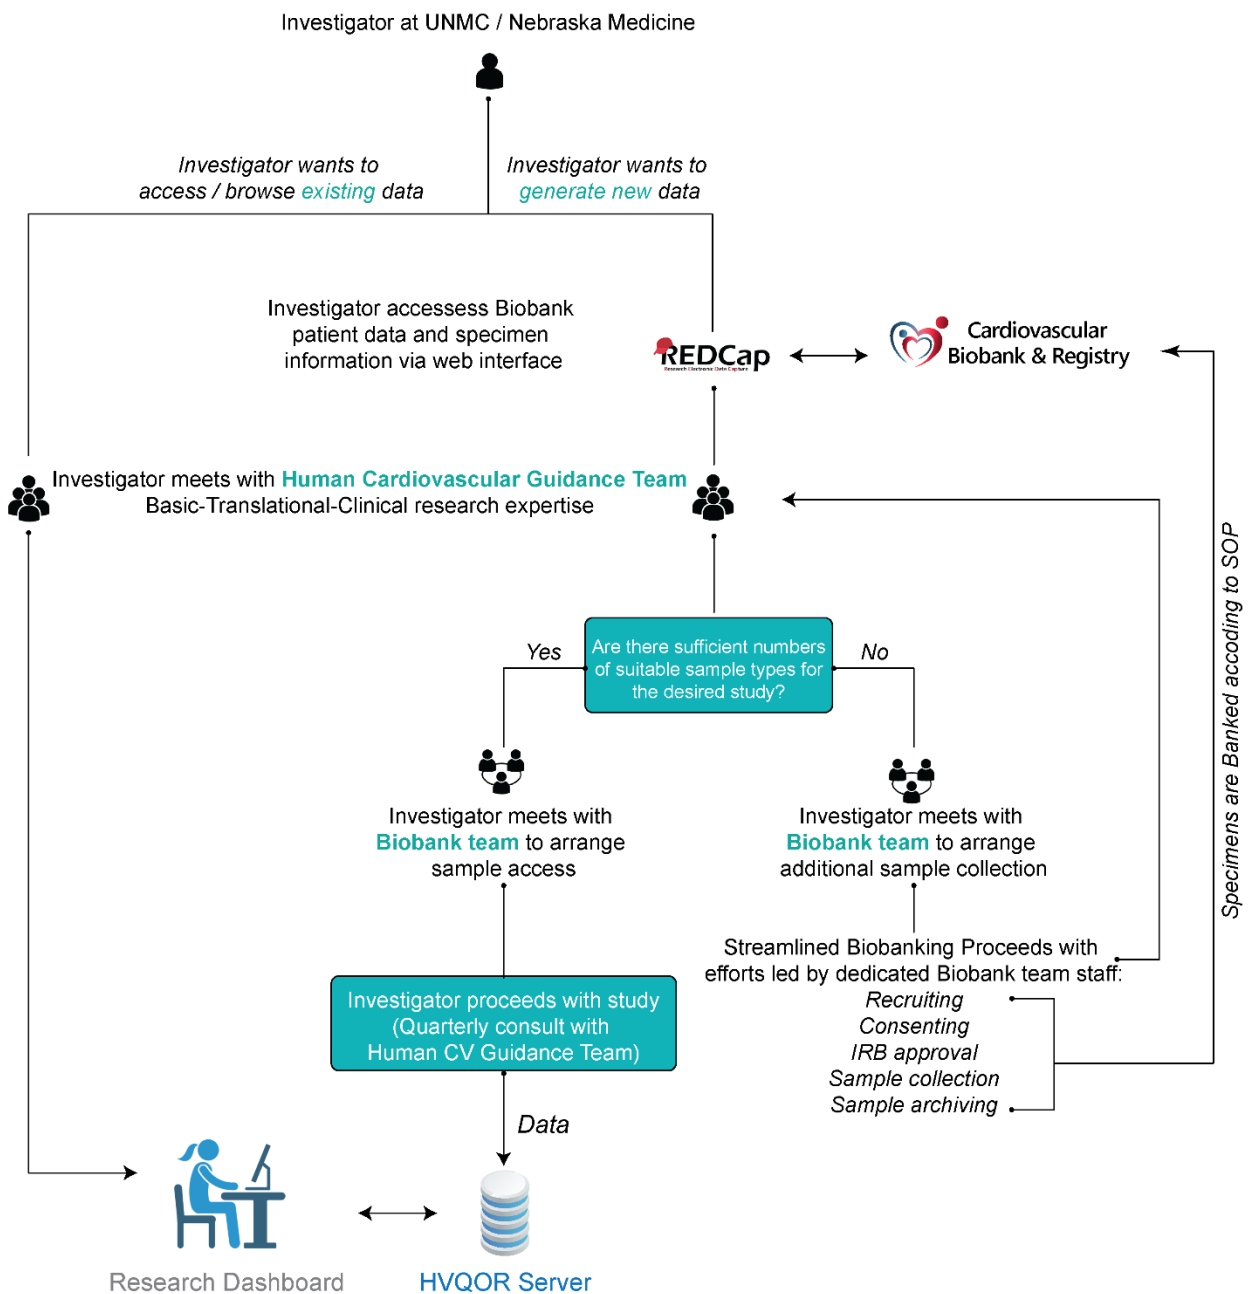 Investigator at UNMC / Nebraska Medicine
Investigator wants to
access / browse existing data
Investigator wants to
generate new data
Investigator accessess Biobank
patient data and specimen
information via web interface
REDCap
Research Electronic Data Capture
Cardiovascular
Biobank & Registry
Investigator meets with Human Cardiovascular Guidance Team
Basic-Translational-Clinical research expertise
Specimens are Banked accoding to SOP
Are there sufficient numbers
of suitable sample types for
the desired study?
Yes
No
Investigator meets with
Biobank team to arrange
sample access
Investigator meets with
Biobank team to arrange
additional sample collection
Streamlined Biobanking Proceeds with
efforts led by dedicated Biobank team staff:
Recruiting
Consenting
IRB approval
Sample collection
Sample archiving
Investigator proceeds with study
(Quarterly consult with
Human CV Guidance Team)
Data
Research Dashboard
HVQOR Server